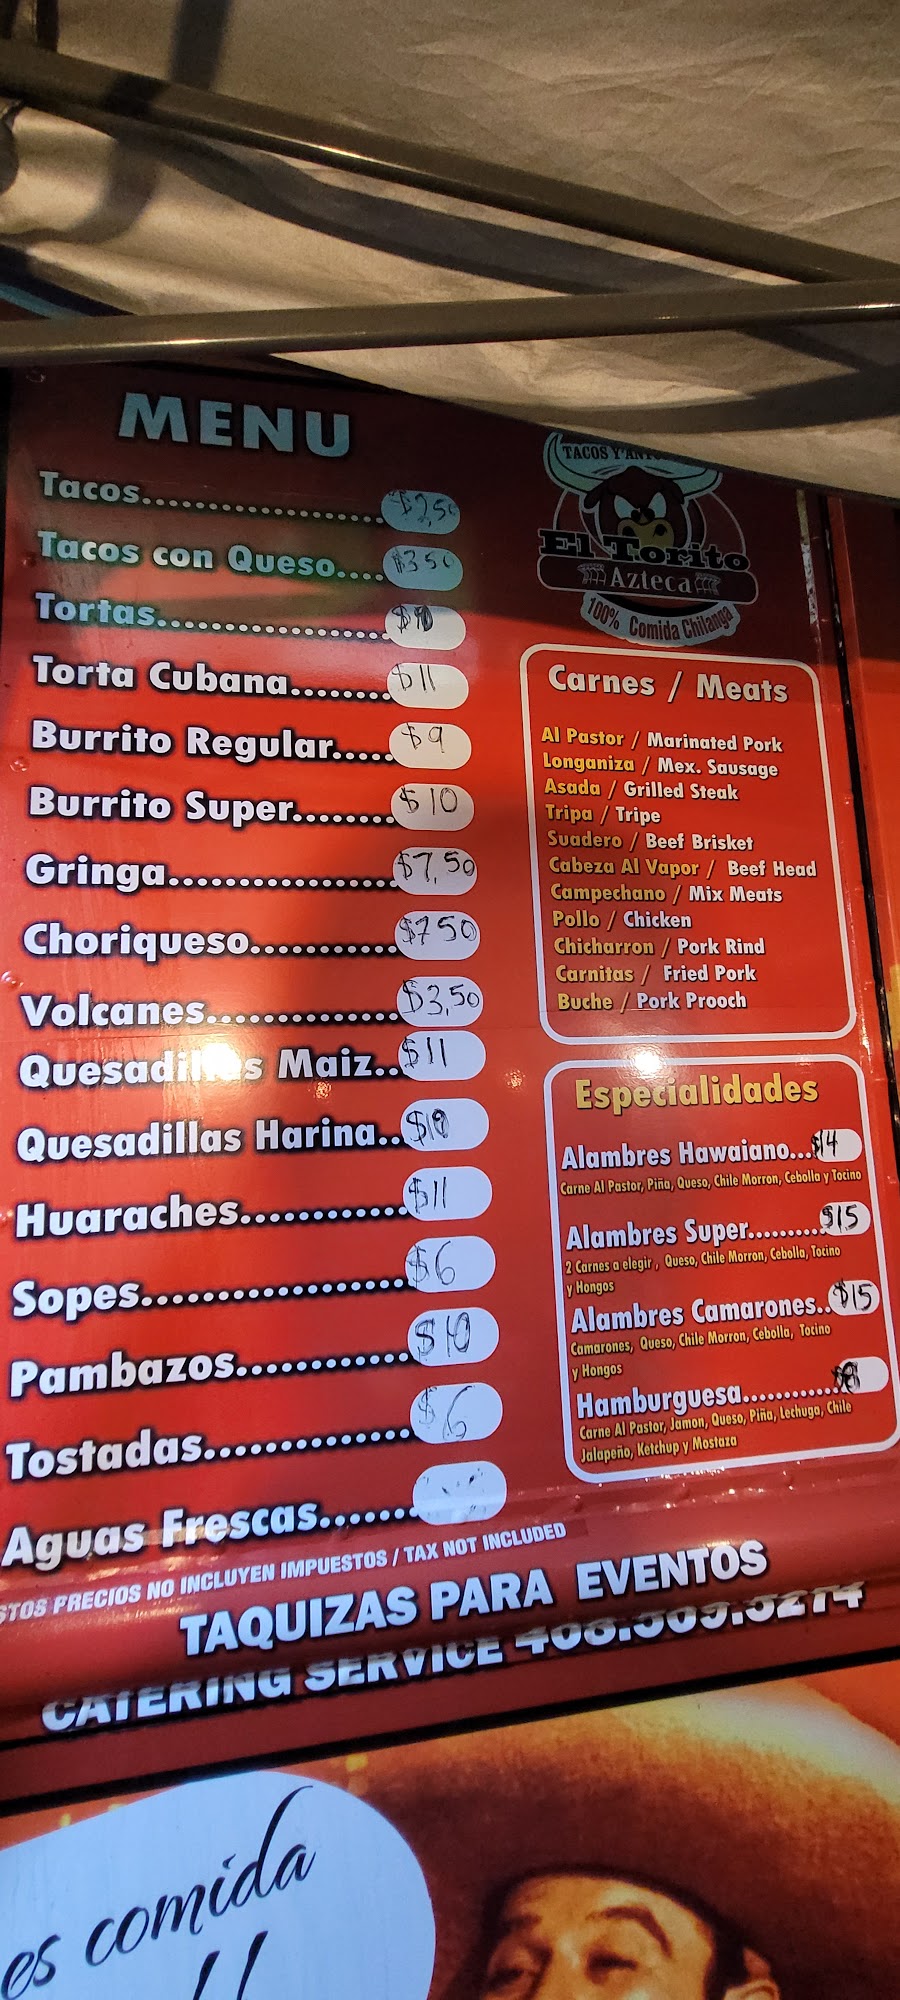 MENU
Tacos.................... $2,50
Tacos con Queso.... $3 50
Tortas....................
Torta Cubana........ $11
Burrito Regular..... $9
Burrito Super........ $10
Gringa.................... $7,50
Choriqueso........... $7 50
Volcanes............... $3,50
Quesadillas Maiz.. $11
Quesadillas Harina..
Huaraches............ $11
Sopes.................... $6
Pambazos............. $10
Tostadas............... $6
Aguas Frescas.......
PRECIOS NO INCLUYEN IMPUESTOS / TAX NOT INCLUDED
TAQUIZAS PARA EVENTOS
CATERING SERVICE 408.509.5274
TACOS Y
El Torito
Azteca
100% Comida Chilanga
Carnes / Meats
Al Pastor / Marinated Pork
Longaniza / Mex. Sausage
Asada / Grilled Steak
Tripa / Tripe
Suadero / Beef Brisket
Cabeza Al Vapor / Beef Head
Campechano / Mix Meats
Pollo / Chicken
Chicharron / Pork Rind
Carnitas / Fried Pork
Buche / Pork Prooch
Especialidades
Alambres Hawaiano... $14
Carne Al Pastor, Piña, Queso, Chile Morron, Cebolla y Tocino
Alambres Super.......... $15
2 Carnes a elegir , Queso, Chile Morron, Cebolla, Tocino
y Hongos
Alambres Camarones.. $15
Camarones, Queso, Chile Morron, Cebolla, Tocino
y Hongos
Hamburguesa.............
Carne Al Pastor, Jamon, Queso, Piña, Lechuga, Chile
Jalapeño, Ketchup y Mostaza
es comida